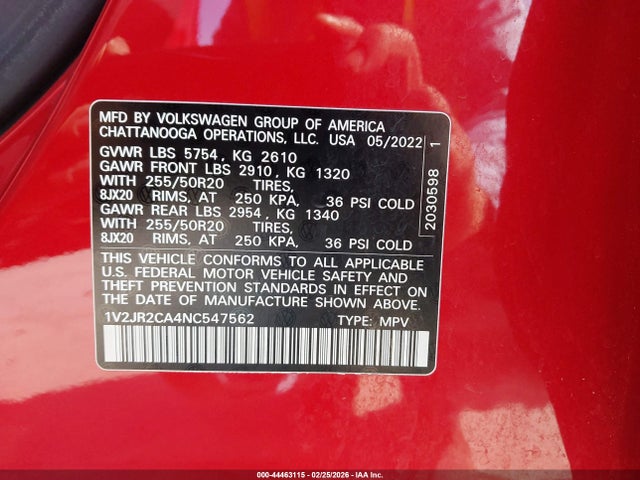 MFD BY VOLKSWAGEN GROUP OF AMERICA
CHATTANOOGA OPERATIONS, LLC. USA 05/2022
GVWR LBS 5754, KG 2610
GAWR FRONT LBS 2910, KG 1320
WITH 255/50R20 TIRES,
8JX20 RIMS, AT 250 KPA, 36 PSI COLD
GAWR REAR LBS 2954, KG 1340
WITH 255/50R20 TIRES,
8JX20 RIMS, AT 250 KPA, 36 PSI COLD
THIS VEHICLE CONFORMS TO ALL APPLICABLE
U.S. FEDERAL MOTOR VEHICLE SAFETY AND
THEFT PREVENTION STANDARDS IN EFFECT ON
THE DATE OF MANUFACTURE SHOWN ABOVE.
1V2JR2CA4NC547562 TYPE: MPV
2030598 1
000-44463115 - 02/25/2026 - IAAI, Inc.